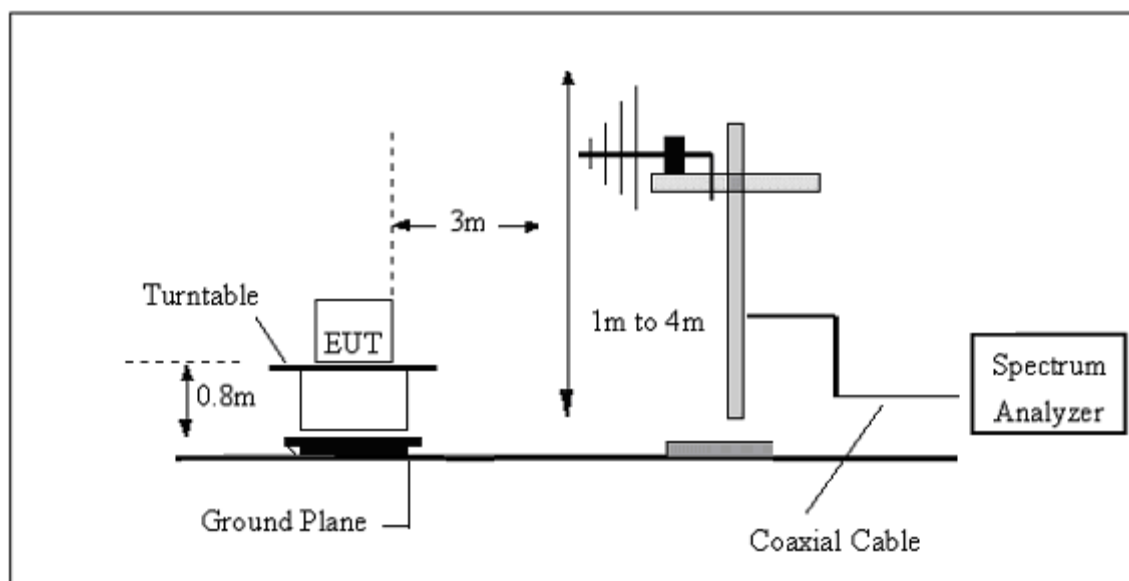 3m
Turntable
EUT
1m to 4m
0.8m
Spectrum
Analyzer
Ground Plane
Coaxial Cable